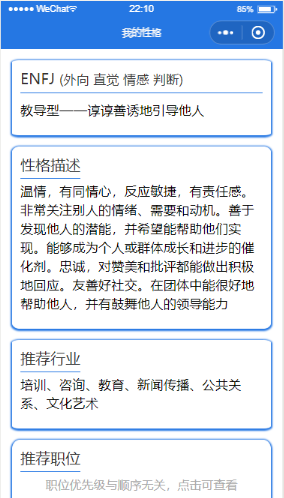 WeChat 22:10 85%
我的性格
ENFJ (外向 直觉 情感 判断)
教导型——谆谆善诱地引导他人
性格描述
温情，有同情心，反应敏捷，有责任感。
非常关注别人的情绪、需要和动机。善于
发现他人的潜能，并希望能帮助他们实
现。能够成为个人或群体成长和进步的催
化剂。忠诚，对赞美和批评都能做出积极
地回应。友善好社交。在团体中能很好地
帮助他人，并有鼓舞他人的领导能力
推荐行业
培训、咨询、教育、新闻传播、公共关
系、文化艺术
推荐职位
职位优先级与顺序无关，点击可查看